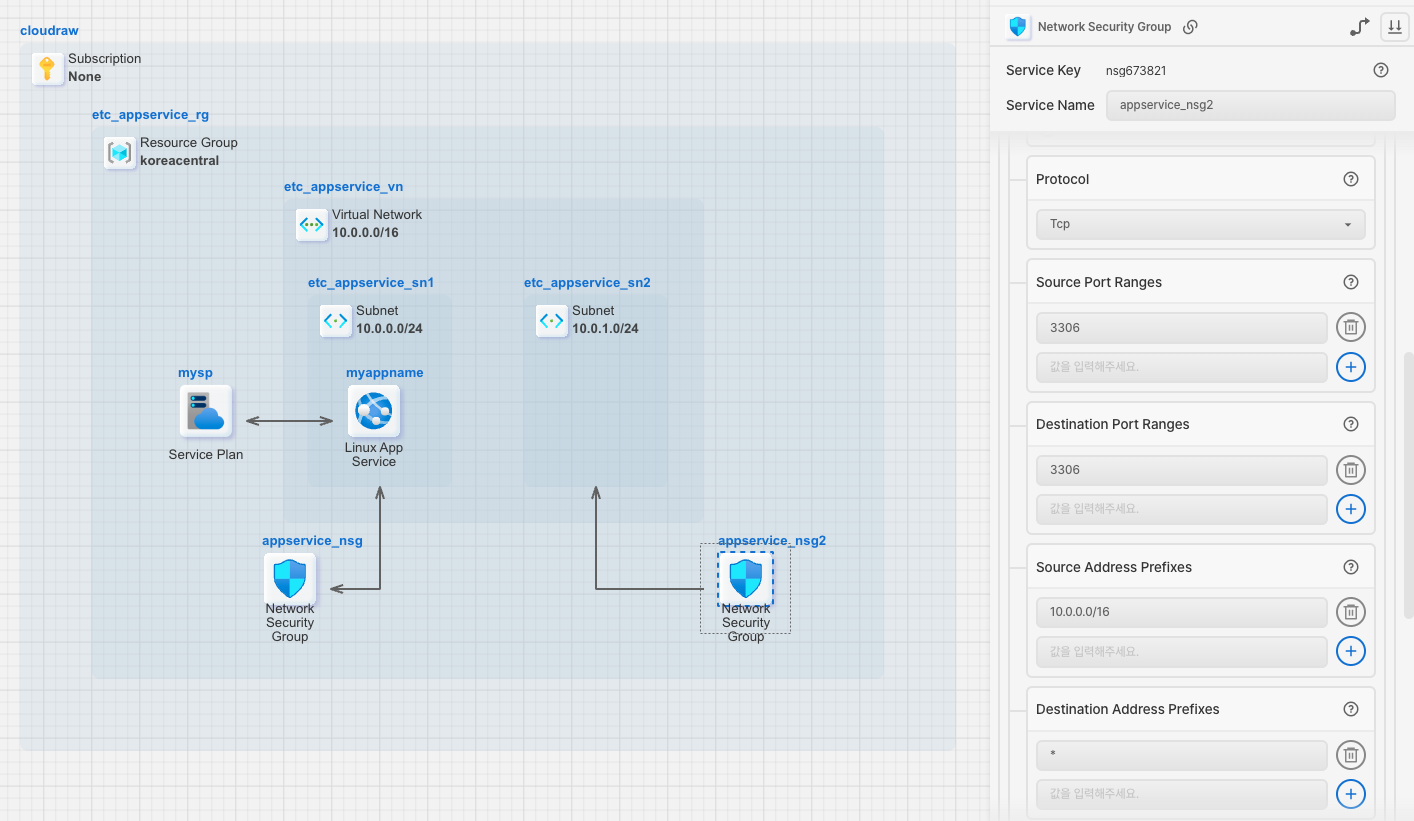 cloudraw
Subscription
None
etc_appservice_rg
Resource Group
koreacentral
etc_appservice_vn
Virtual Network
10.0.0.0/16
etc_appservice_sn1
Subnet
10.0.0.0/24
etc_appservice_sn2
Subnet
10.0.1.0/24
mysp
Service Plan
myappname
Linux App
Service
appservice_nsg
Network
Security
Group
appservice_nsg2
Network
Security
Group
Network Security Group
Service Key
nsg673821
Service Name
appservice_nsg2
Protocol
Tcp
Source Port Ranges
3306
값을 입력해주세요.
Destination Port Ranges
3306
값을 입력해주세요.
Source Address Prefixes
10.0.0.0/16
값을 입력해주세요.
Destination Address Prefixes
*
값을 입력해주세요.